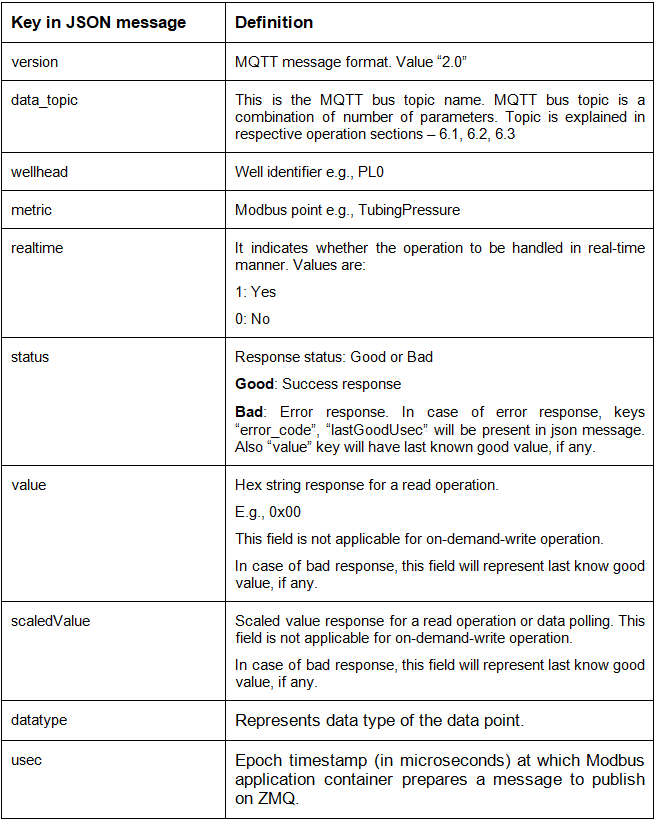 Key in JSON message
Definition
version
MQTT message format. Value “2.0”
data_topic
This is the MQTT bus topic name. MQTT bus topic is a
combination of number of parameters. Topic is explained in
respective operation sections – 6.1, 6.2, 6.3
wellhead
Well identifier e.g., PL0
metric
Modbus point e.g., TubingPressure
realtime
It indicates whether the operation to be handled in real-time
manner. Values are:
1: Yes
0: No
status
Response status: Good or Bad
Good: Success response
Bad: Error response. In case of error response, keys
“error_code”, “lastGoodUsec” will be present in json message.
Also “value” key will have last known good value, if any.
value
Hex string response for a read operation.
E.g., 0x00
This field is not applicable for on-demand-write operation.
In case of bad response, this field will represent last know good
value, if any.
scaledValue
Scaled value response for a read operation or data polling. This
field is not applicable for on-demand-write operation.
In case of bad response, this field will represent last know good
value, if any.
datatype
Represents data type of the data point.
usec
Epoch timestamp (in microseconds) at which Modbus
application container prepares a message to publish
on ZMQ.